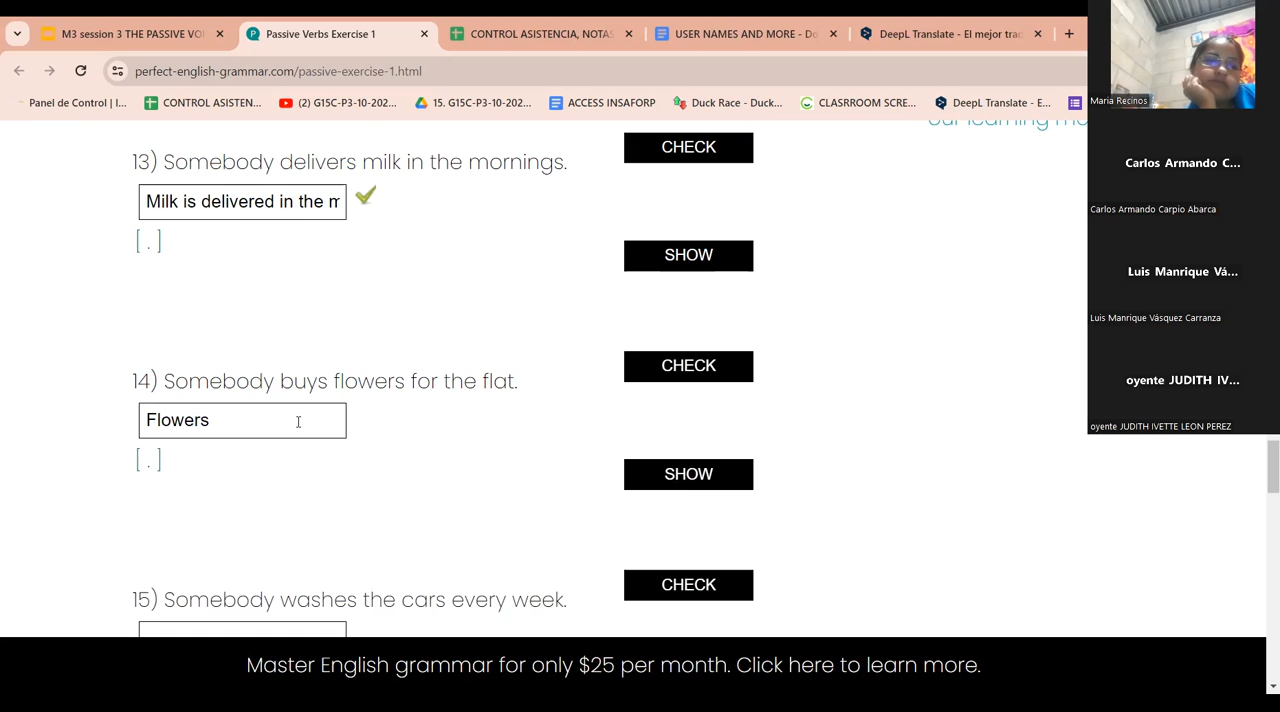 M3 session 3 THE PASSIVE VO
Passive Verbs Exercise 1
CONTROL ASISTENCIA, NOTAS
USER NAMES AND MORE - Do
DeepL Translate - El mejor trad
perfect-english-grammar.com/passive-exercise-1.html
Panel de Control | I...
CONTROL ASISTEN...
(2) G15C-P3-10-202...
15. G15C-P3-10-202...
ACCESS INSAFORP
Duck Race - Duck...
CLASRROOM SCRE...
DeepL Translate - E...
Maria Recinos
our learning me
13) Somebody delivers milk in the mornings.
CHECK
Milk is delivered in the m
[ . ]
SHOW
Carlos Armando C...
Carlos Armando Carpio Abarca
Luis Manrique Vá...
Luis Manrique Vásquez Carranza
14) Somebody buys flowers for the flat.
CHECK
Flowers
[ . ]
SHOW
oyente JUDITH IV...
oyente JUDITH IVETTE LEON PEREZ
15) Somebody washes the cars every week.
CHECK
Master English grammar for only $25 per month. Click here to learn more.